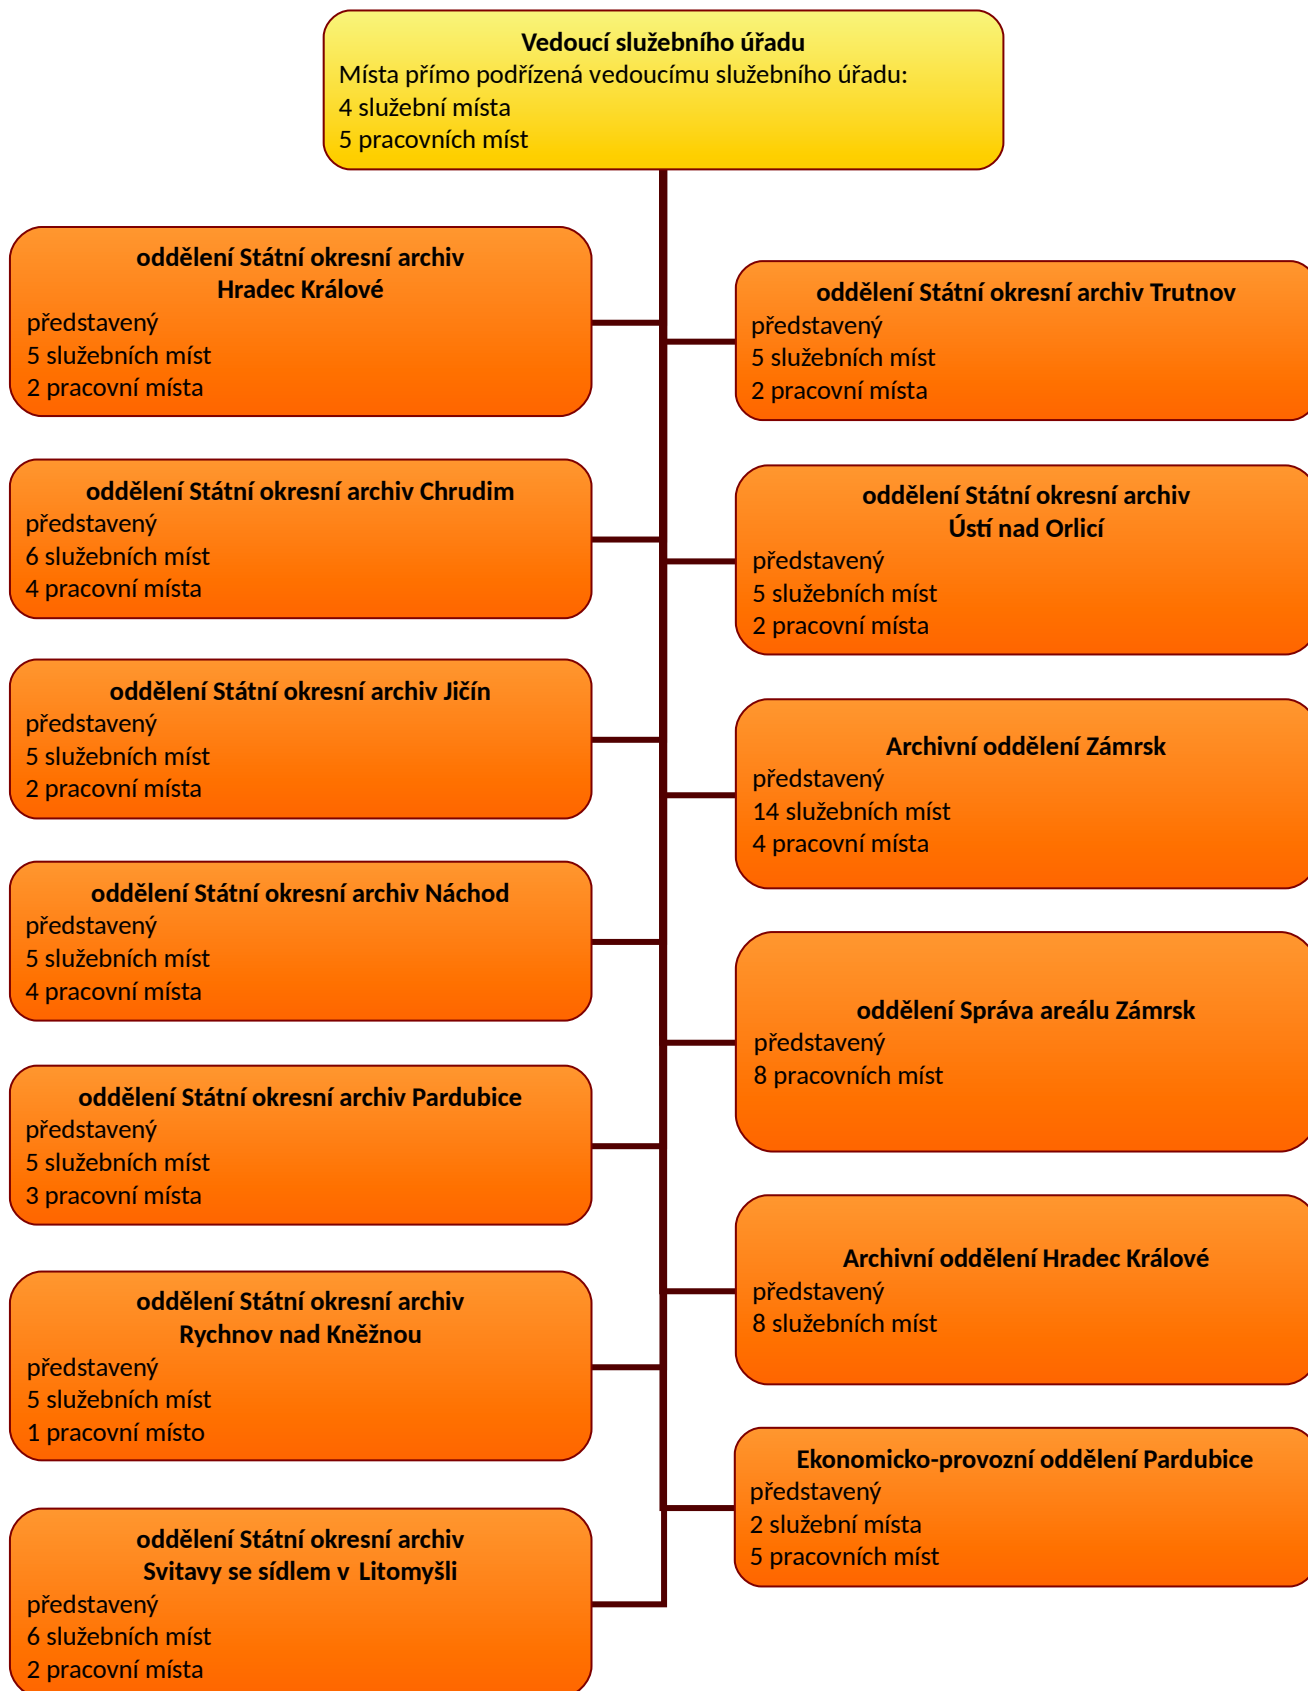 Vedoucí služebního úřadu
Místa přímo podřízená vedoucímu služebního úřadu:
4 služební místa
5 pracovních míst
oddělení Státní okresní archiv
Hradec Králové
představený
5 služebních míst
2 pracovní místa
oddělení Státní okresní archiv Chrudim
představený
6 služebních míst
4 pracovní místa
oddělení Státní okresní archiv Jičín
představený
5 služebních míst
2 pracovní místa
oddělení Státní okresní archiv Náchod
představený
5 služebních míst
4 pracovní místa
oddělení Státní okresní archiv Pardubice
představený
5 služebních míst
3 pracovní místa
oddělení Státní okresní archiv
Rychnov nad Kněžnou
představený
5 služebních míst
1 pracovní místo
oddělení Státní okresní archiv
Svitavy se sídlem v Litomyšli
představený
6 služebních míst
2 pracovní místa
oddělení Státní okresní archiv Trutnov
představený
5 služebních míst
2 pracovní místa
oddělení Státní okresní archiv
Ústí nad Orlicí
představený
5 služebních míst
2 pracovní místa
Archivní oddělení Zámrsk
představený
14 služebních míst
4 pracovní místa
oddělení Správa areálu Zámrsk
představený
8 pracovních míst
Archivní oddělení Hradec Králové
představený
8 služebních míst
Ekonomicko-provozní oddělení Pardubice
představený
2 služební místa
5 pracovních míst